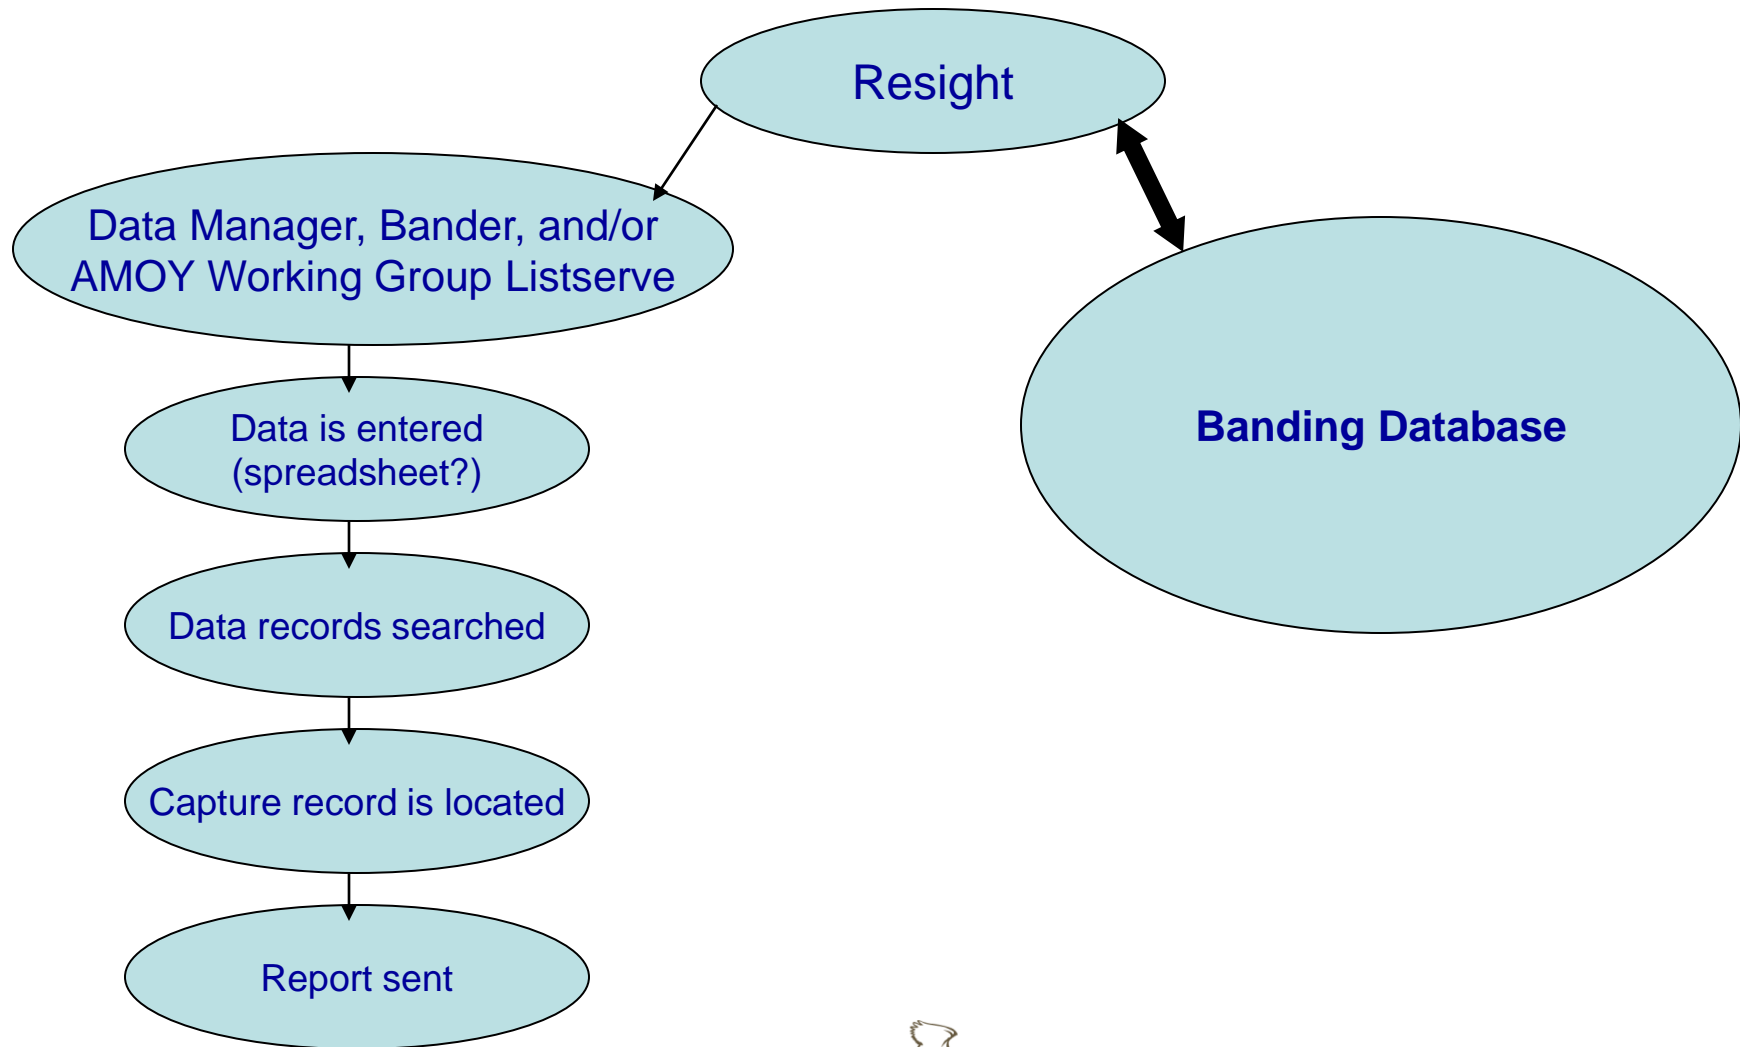 Resight
Data Manager, Bander, and/or
AMOY Working Group Listserve
Banding Database
Data is entered
(spreadsheet?)
Data records searched
Capture record is located
Report sent